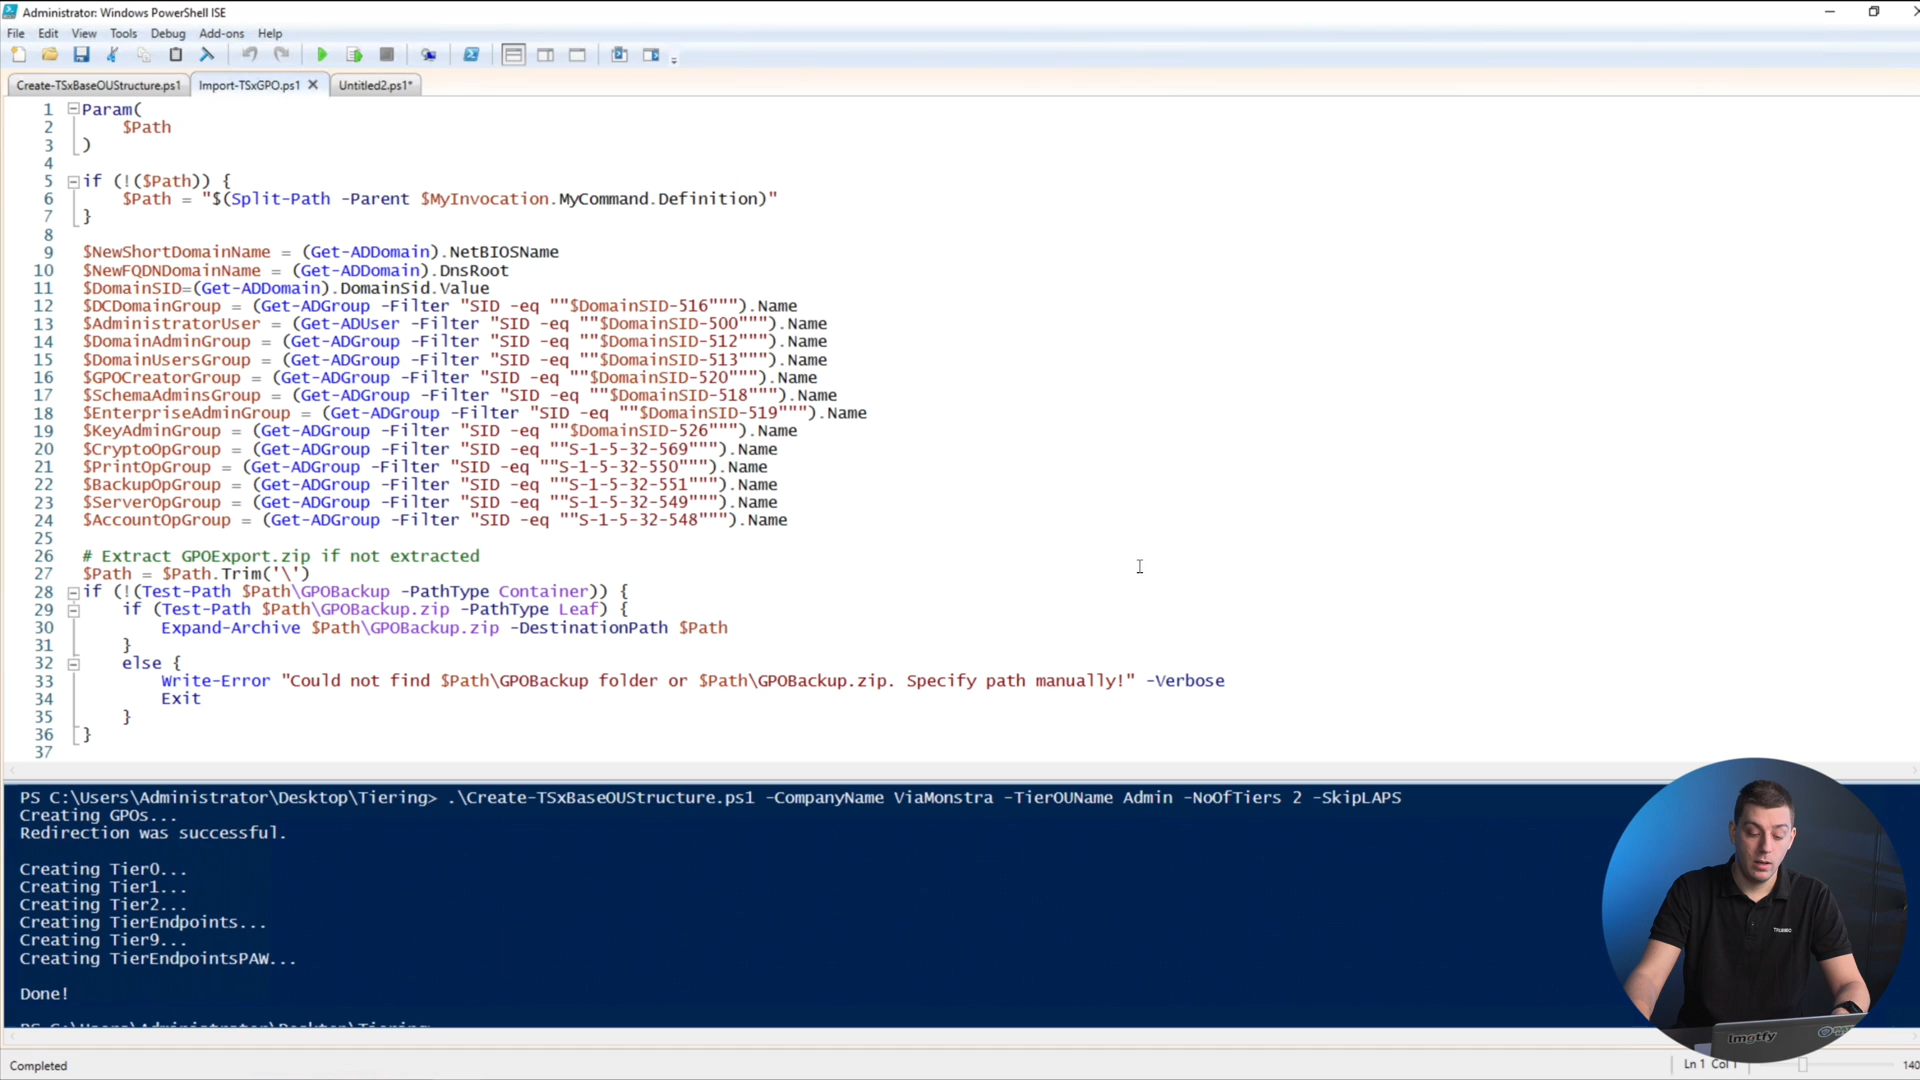 Administrator: Windows PowerShell ISE
File Edit View Tools Debug Add-ons Help
Create-TSxBaseOUStructure.ps1 Import-TSxGPO.ps1 Untitled2.ps1*
1 Param(
2 $Path
3 )
4
5 if (!($Path)) {
6 $Path = "$(Split-Path -Parent $MyInvocation.MyCommand.Definition)"
7 }
8
9 $NewShortDomainName = (Get-ADDomain).NetBIOSName
10 $NewFQDNDomainName = (Get-ADDomain).DnsRoot
11 $DomainSID=(Get-ADDomain).DomainSid.Value
12 $DCDomainGroup = (Get-ADGroup -Filter "SID -eq ""$DomainSID-516""").Name
13 $AdministratorUser = (Get-ADUser -Filter "SID -eq ""$DomainSID-500""").Name
14 $DomainAdminGroup = (Get-ADGroup -Filter "SID -eq ""$DomainSID-512""").Name
15 $DomainUsersGroup = (Get-ADGroup -Filter "SID -eq ""$DomainSID-513""").Name
16 $GPOCreatorGroup = (Get-ADGroup -Filter "SID -eq ""$DomainSID-520""").Name
17 $SchemaAdminsGroup = (Get-ADGroup -Filter "SID -eq ""$DomainSID-518""").Name
18 $EnterpriseAdminGroup = (Get-ADGroup -Filter "SID -eq ""$DomainSID-519""").Name
19 $KeyAdminGroup = (Get-ADGroup -Filter "SID -eq ""$DomainSID-526""").Name
20 $CryptoOpGroup = (Get-ADGroup -Filter "SID -eq ""S-1-5-32-569""").Name
21 $PrintOpGroup = (Get-ADGroup -Filter "SID -eq ""S-1-5-32-550""").Name
22 $BackupOpGroup = (Get-ADGroup -Filter "SID -eq ""S-1-5-32-551""").Name
23 $ServerOpGroup = (Get-ADGroup -Filter "SID -eq ""S-1-5-32-549""").Name
24 $AccountOpGroup = (Get-ADGroup -Filter "SID -eq ""S-1-5-32-548""").Name
25
26 # Extract GPOExport.zip if not extracted
27 $Path = $Path.Trim('\')
28 if (!(Test-Path $Path\GPOBackup -PathType Container)) {
29 if (Test-Path $Path\GPOBackup.zip -PathType Leaf) {
30 Expand-Archive $Path\GPOBackup.zip -DestinationPath $Path
31 }
32 else {
33 Write-Error "Could not find $Path\GPOBackup folder or $Path\GPOBackup.zip. Specify path manually!" -Verbose
34 Exit
35 }
36 }
37
PS C:\Users\Administrator\Desktop\Tiering> .\Create-TSxBaseOUStructure.ps1 -CompanyName ViaMonstra -TierOUName Admin -NoOfTiers 2 -SkipLAPS
Creating GPOs...
Redirection was successful.
Creating Tier0...
Creating Tier1...
Creating Tier2...
Creating TierEndpoints...
Creating Tier9...
Creating TierEndpointsPAW...
Done!
PS C:\Users\Administrator\Desktop\Tiering>
lmgtfy
Completed
Ln 1 Col 1
140